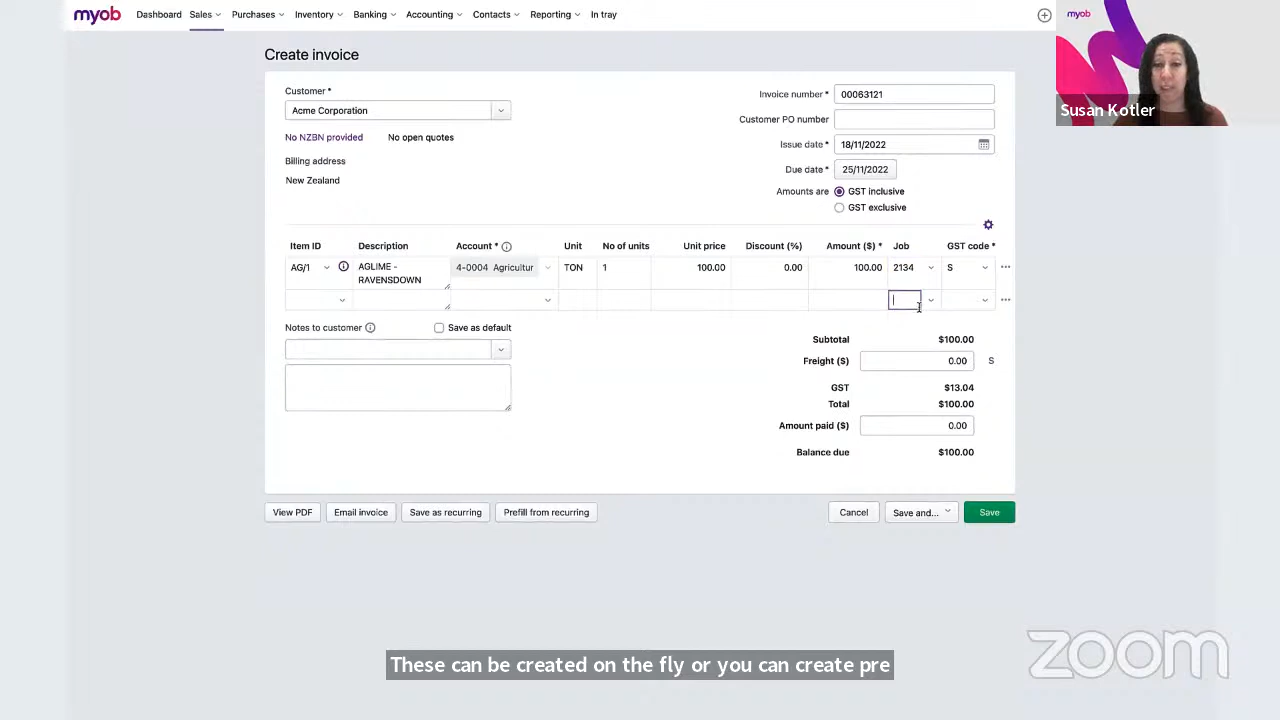 myob Dashboard Sales Purchases Inventory Banking Accounting Contacts Reporting In tray
myob
Susan Kotler
Create invoice
Customer *
Acme Corporation
No NZBN provided No open quotes
Billing address
New Zealand
Invoice number * 00063121
Customer PO number
Issue date * 18/11/2022
Due date * 25/11/2022
Amounts are GST inclusive
GST exclusive
Item ID Description Account * Unit No of units Unit price Discount (%) Amount ($) * Job GST code *
AG/1 AGLIME - 4-0004 Agricultur TON 1 100.00 0.00 100.00 2134 S
RAVENSDOWN
Notes to customer Save as default
Subtotal $100.00
Freight ($) 0.00 S
GST $13.04
Total $100.00
Amount paid ($) 0.00
Balance due $100.00
View PDF Email invoice Save as recurring Prefill from recurring Cancel Save and... Save
These can be created on the fly or you can create pre
zoom